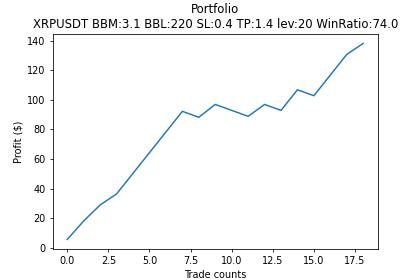 Portfolio
XRPUSDT BBM:3.1 BBL:220 SL:0.4 TP:1.4 lev:20 WinRatio:74.0
140
120
100
80
60
40
20
0
Profit ($)
0.0 2.5 5.0 7.5 10.0 12.5 15.0 17.5
Trade counts